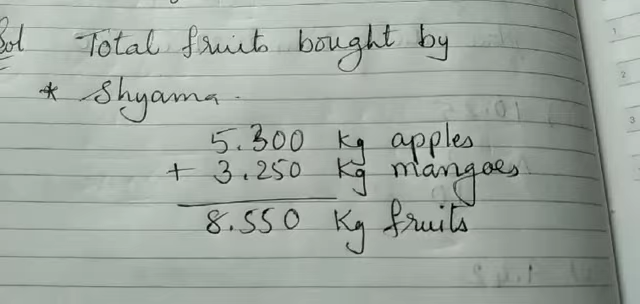 Sol Total fruits bought by
* Shyama.
5.300 Kg apples
+ 3.250 Kg mangoes
8.550 Kg fruits